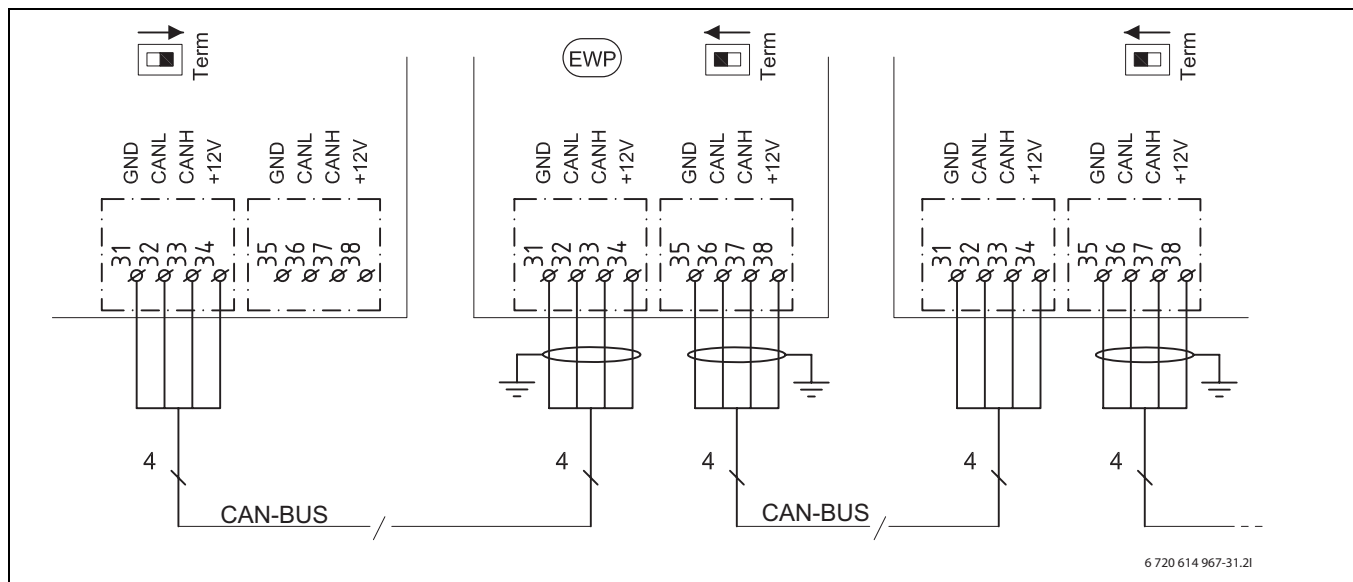 Term
EWP
Term
Term
GND CANL CANH +12V
GND CANL CANH +12V
GND CANL CANH +12V
GND CANL CANH +12V
GND CANL CANH +12V
GND CANL CANH +12V
31 32 33 34
35 36 37 38
31 32 33 34
35 36 37 38
31 32 33 34
35 36 37 38
4
4
4
4
4
CAN-BUS
CAN-BUS
6 720 614 967-31.2I